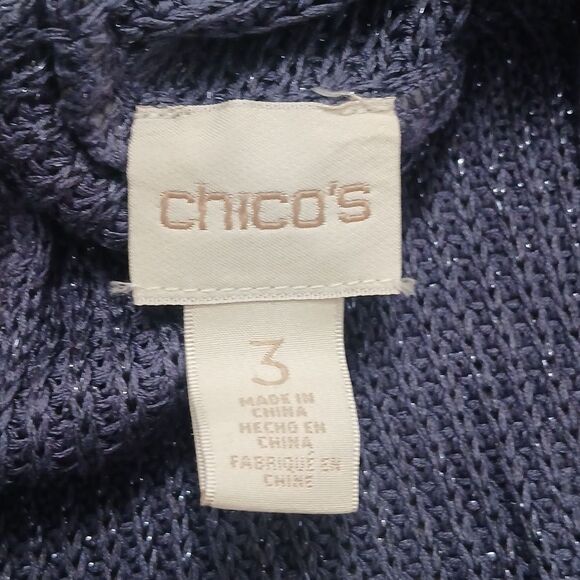 chico's
3
MADE IN
CHINA
HECHO EN
CHINA
FABRIQUÉ EN
CHINE